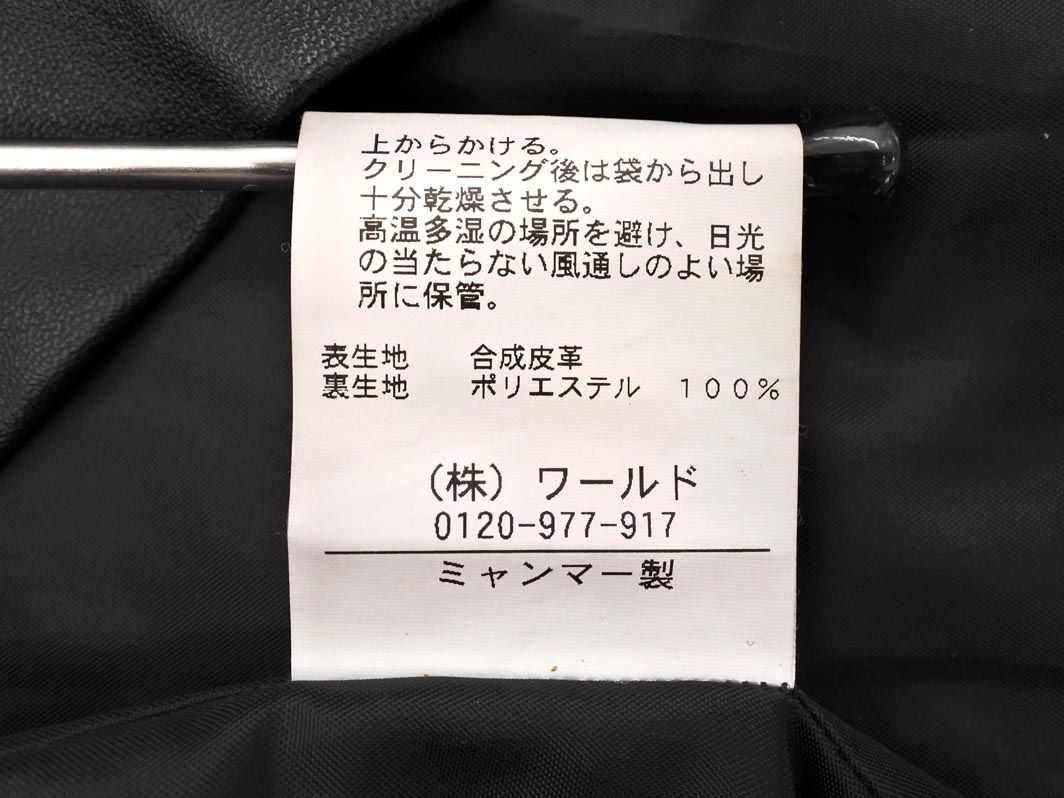 上からかける。
クリーニング後は袋から出し
十分乾燥させる。
高温多湿の場所を避け、日光
の当たらない風通しのよい場
所に保管。
表生地　合成皮革
裏生地　ポリエステル　１００％
（株）ワールド
0120-977-917
ミャンマー製